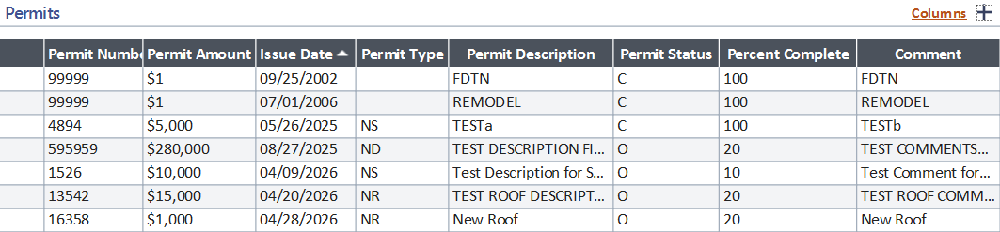 Permits Columns
Permit Numbe Permit Amount Issue Date Permit Type Permit Description Permit Status Percent Complete Comment
99999 $1 09/25/2002 FDTN C 100 FDTN
99999 $1 07/01/2006 REMODEL C 100 REMODEL
4894 $5,000 05/26/2025 NS TESTa C 100 TESTb
595959 $280,000 08/27/2025 ND TEST DESCRIPTION FI... O 20 TEST COMMENTS...
1526 $10,000 04/09/2026 NS Test Description for S... O 10 Test Comment for...
13542 $15,000 04/20/2026 NR TEST ROOF DESCRIPT... O 20 TEST ROOF COMM...
16358 $1,000 04/28/2026 NR New Roof O 20 New Roof